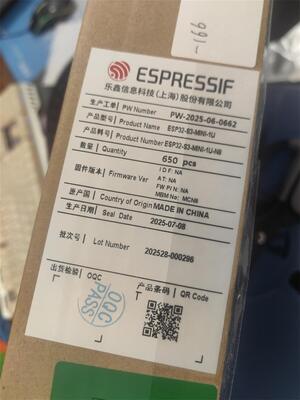 166-
ESPRESSIF
乐鑫信息科技(上海)股份有限公司
生产工单 PW Number PW-2025-06-0662
产品型号 Product Name ESP32-S3-MINI-1U
产品料号 Product Number ESP32-S3-MINI-1U-N8
数量 Quantity 650 pcs
固件版本 Firmware Ver
IDF: NA
AT: NA
FW P/N: NA
MBM No: MCN8
原产国 Country of Origin MADE IN CHINA
生产日期 Seal Date 2025-07-08
批次号 Lot Number 202528-000296
出货检验 OQC
产品条码 QR Code
OQC
PASS